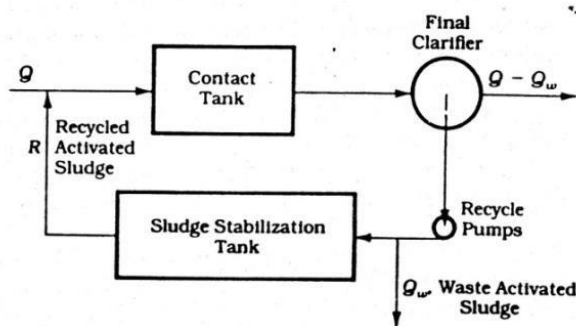 Final
Clarifier
Q
Contact
Tank
Q - Q_w
Recycled
Activated
Sludge
R
Sludge Stabilization
Tank
Recycle
Pumps
Q_w, Waste Activated
Sludge